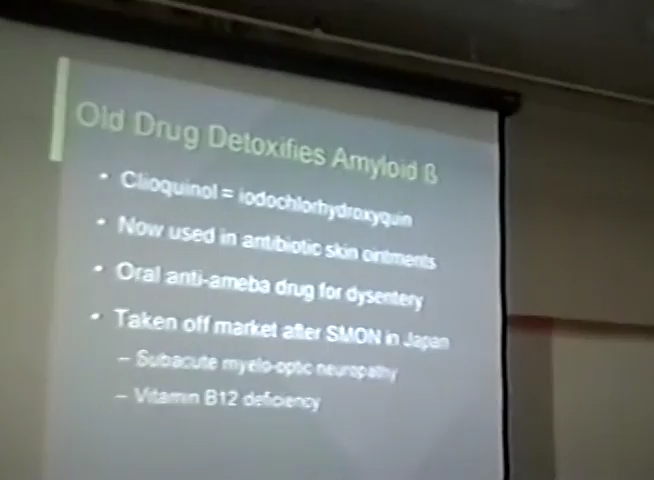 Old Drug Detoxifies Amyloid ß
• Clioquinol = iodochlorhydroxyquin
• Now used in antibiotic skin ointments
• Oral anti-ameba drug for dysentery
• Taken off market after SMON in Japan
– Subacute myelo-optic neuropathy
– Vitamin B12 deficiency